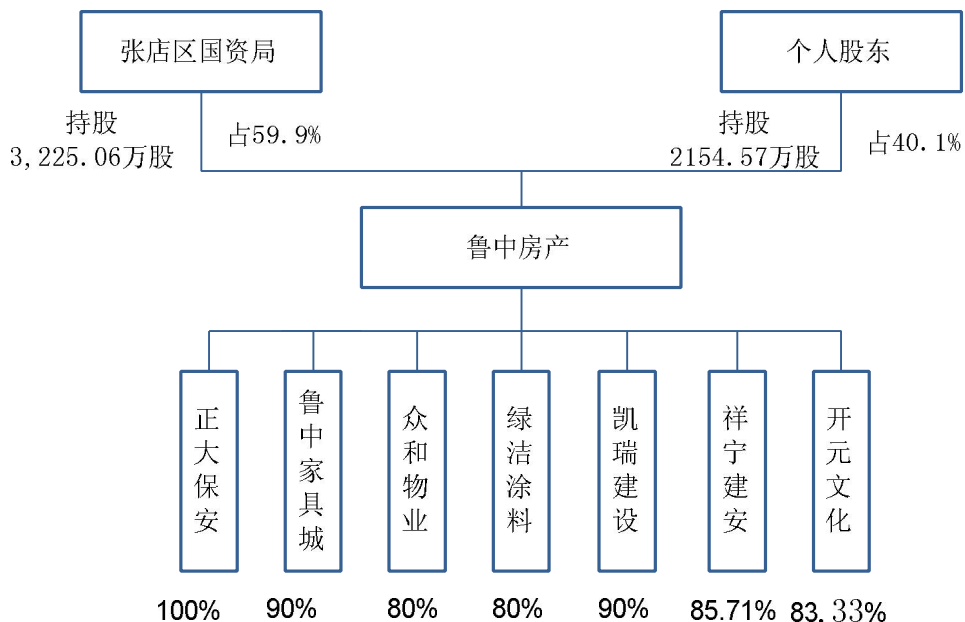 张店区国资局
个人股东
持股
3,225.06万股
占59.9%
持股
2154.57万股
占40.1%
鲁中房产
正大保安
鲁中家具城
众和物业
绿洁涂料
凯瑞建设
祥宁建安
开元文化
100%
90%
80%
80%
90%
85.71%
83.33%